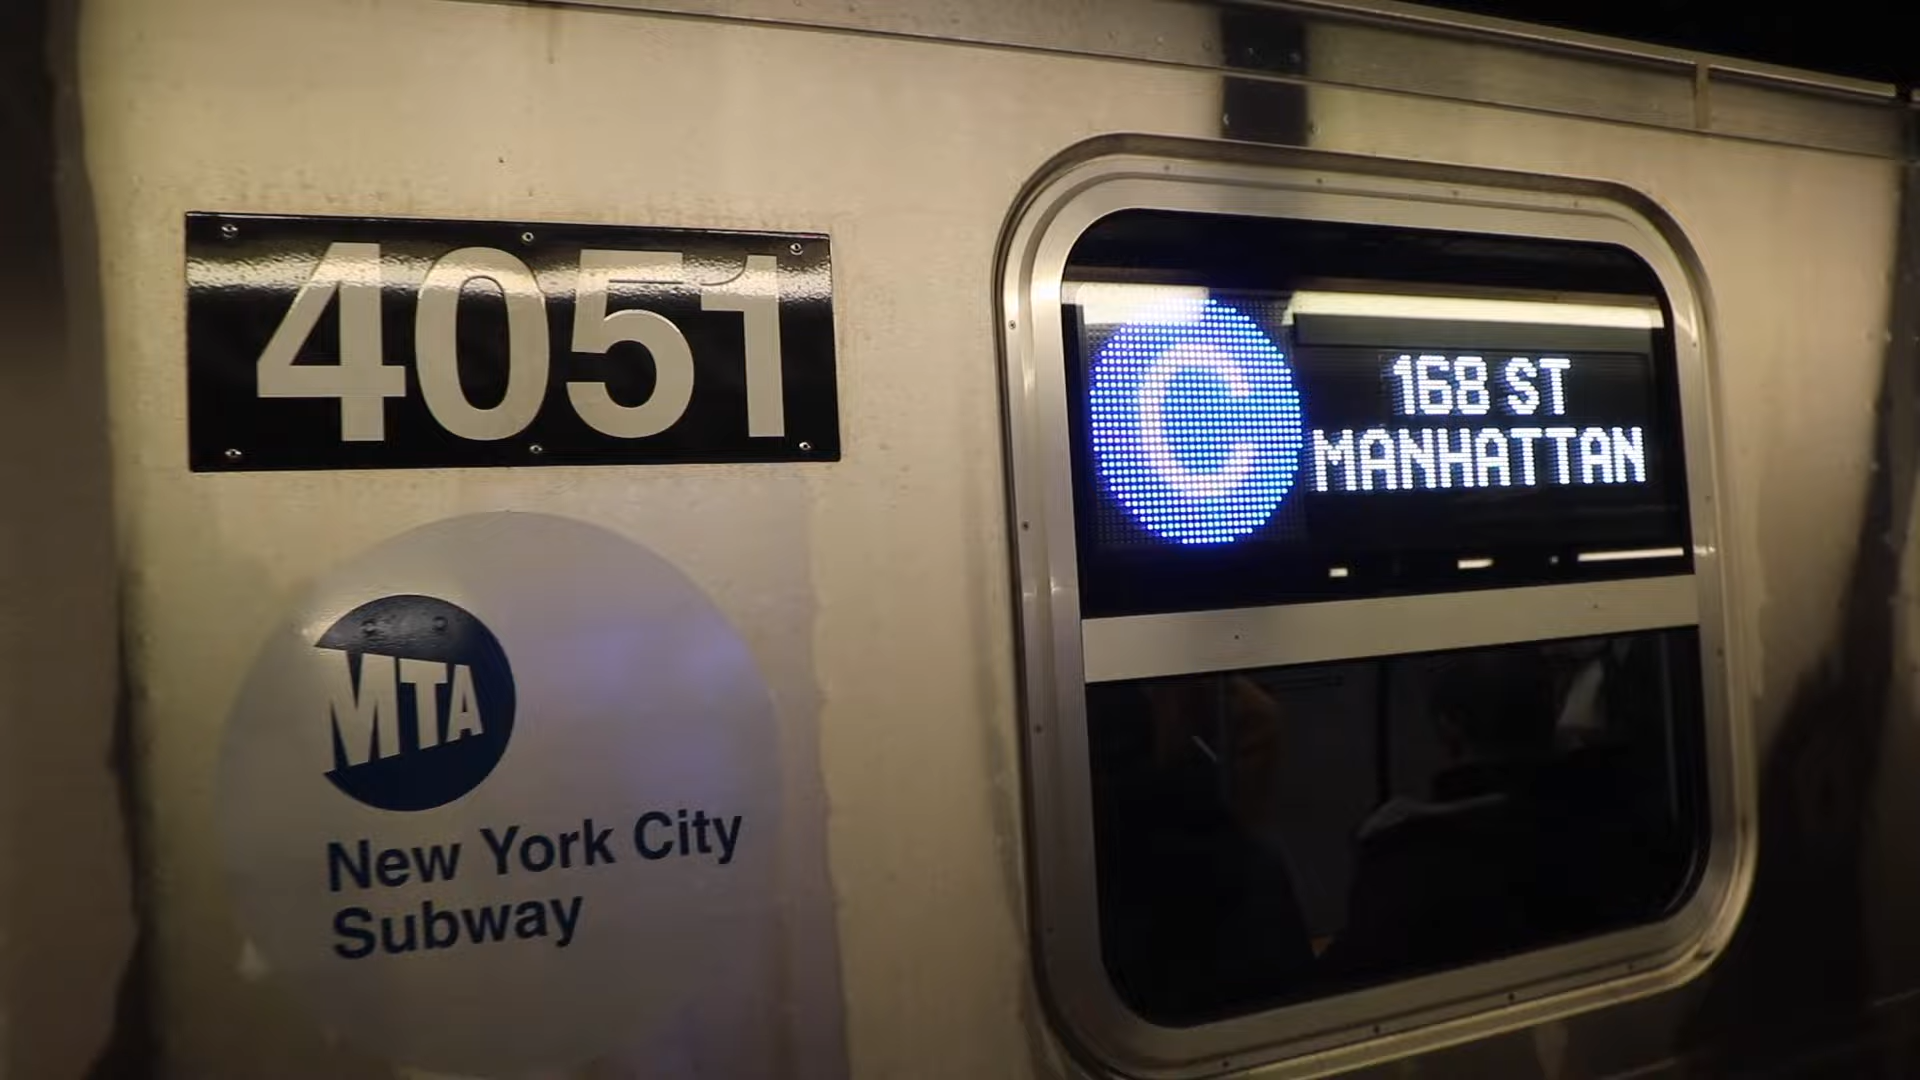 4051
C
168 ST
MANHATTAN
MTA
New York City
Subway